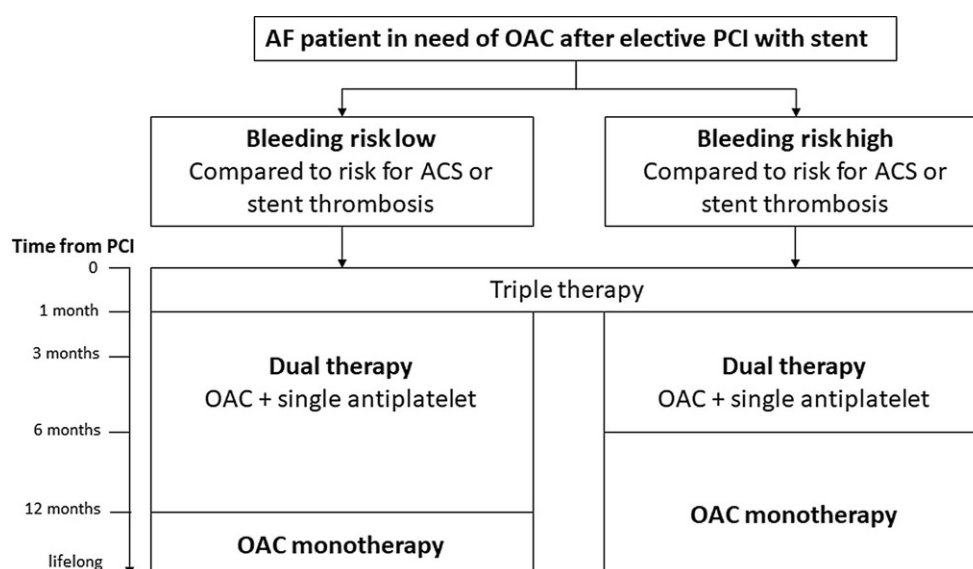 AF patient in need of OAC after elective PCI with stent
Bleeding risk low
Compared to risk for ACS or
stent thrombosis
Bleeding risk high
Compared to risk for ACS or
stent thrombosis
Time from PCI
0
Triple therapy
1 month
3 months
Dual therapy
OAC + single antiplatelet
Dual therapy
OAC + single antiplatelet
6 months
12 months
OAC monotherapy
OAC monotherapy
lifelong